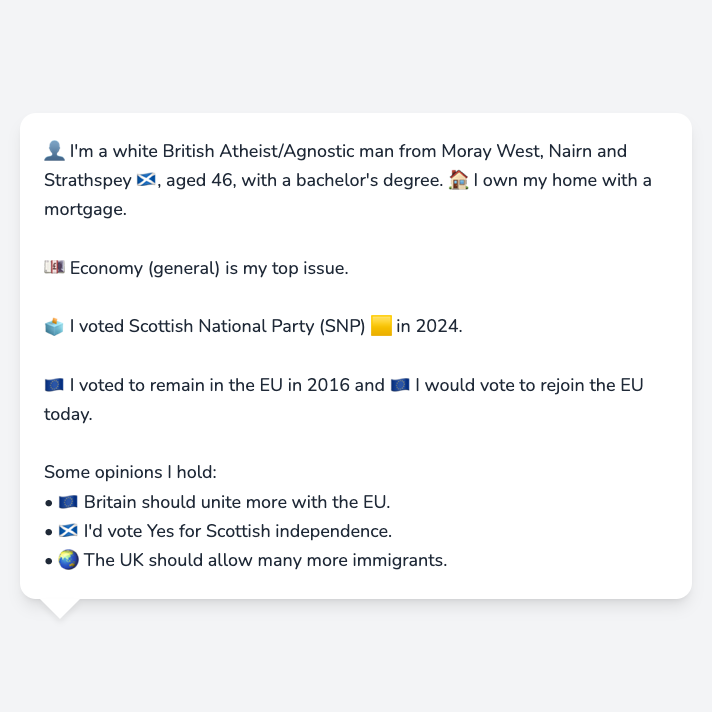 👤 I'm a white British Atheist/Agnostic man from Moray West, Nairn and
Strathspey 🏴󠁧󠁢󠁳󠁣󠁴󠁿, aged 46, with a bachelor's degree. 🏠 I own my home with a
mortgage.
💷 Economy (general) is my top issue.
🗳️ I voted Scottish National Party (SNP) 🟨 in 2024.
🇪🇺 I voted to remain in the EU in 2016 and 🇪🇺 I would vote to rejoin the EU
today.
Some opinions I hold:
• 🇪🇺 Britain should unite more with the EU.
• 🏴󠁧󠁢󠁳󠁣󠁴󠁿 I'd vote Yes for Scottish independence.
• 🌏 The UK should allow many more immigrants.